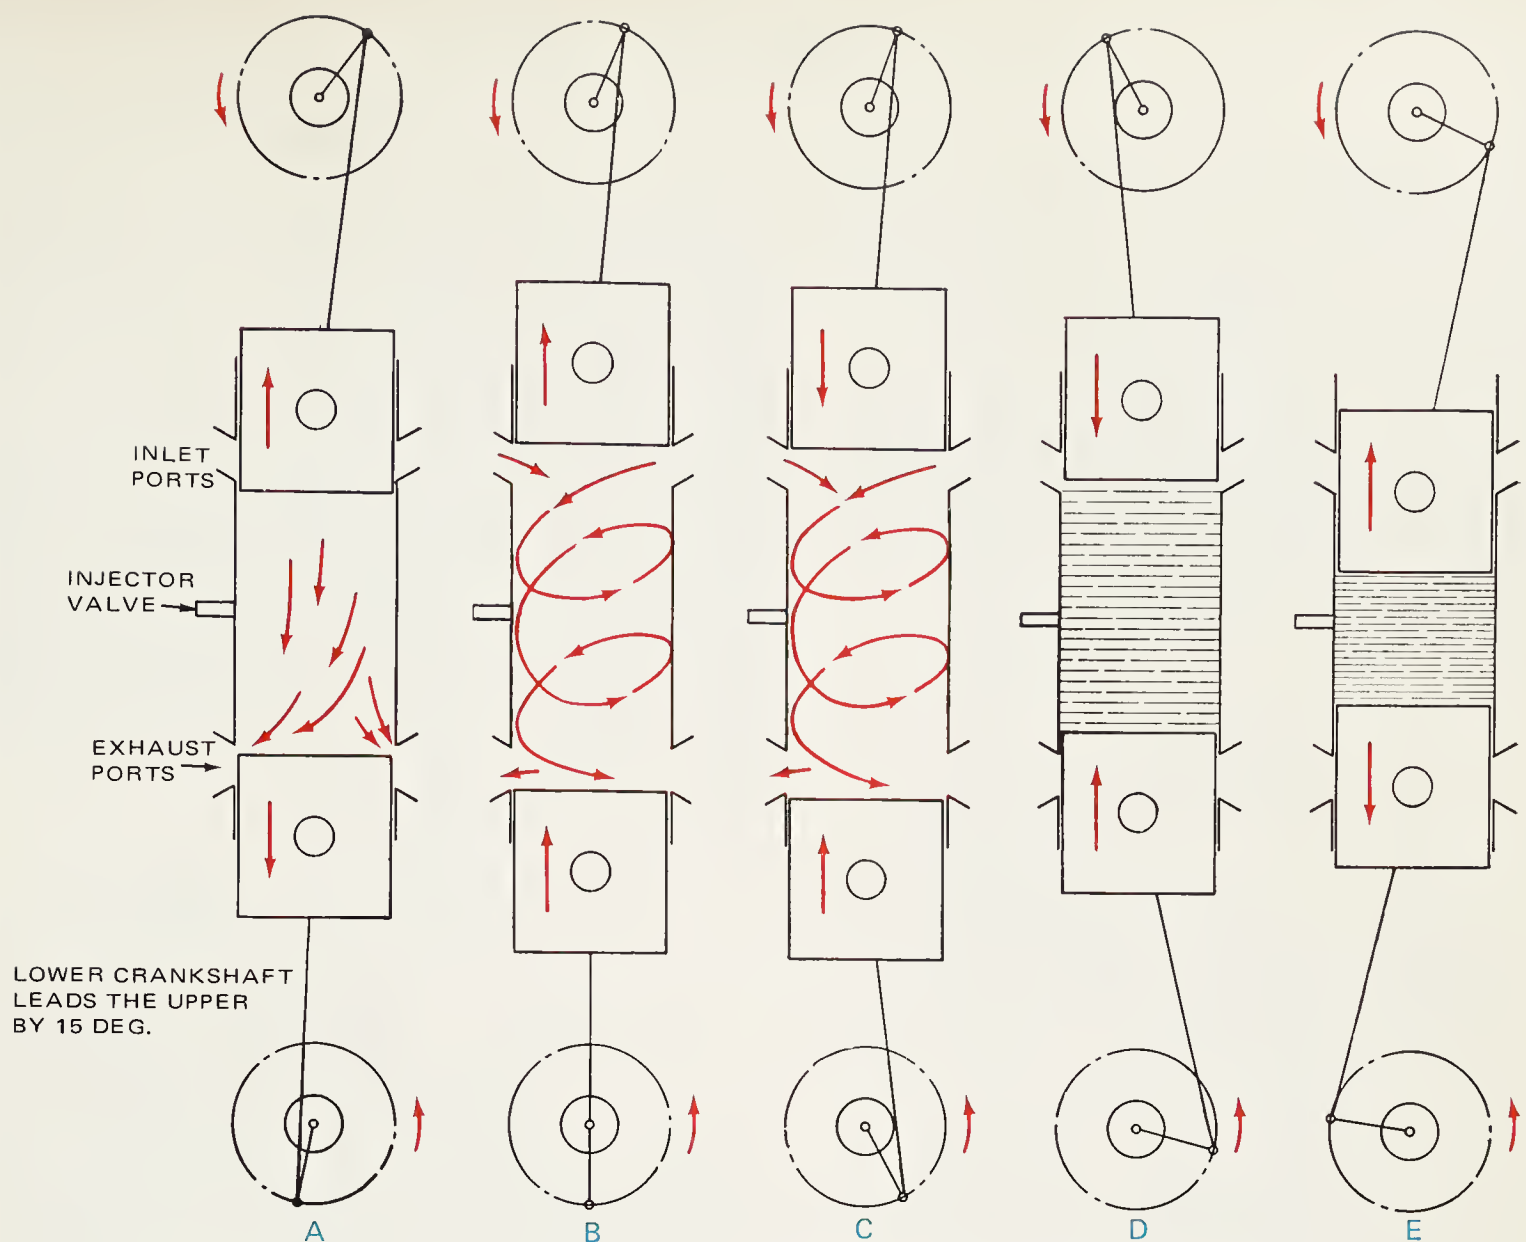 INLET
PORTS
INJECTOR
VALVE
EXHAUST
PORTS
LOWER CRANKSHAFT
LEADS THE UPPER
BY 15 DEG.
A B C D E